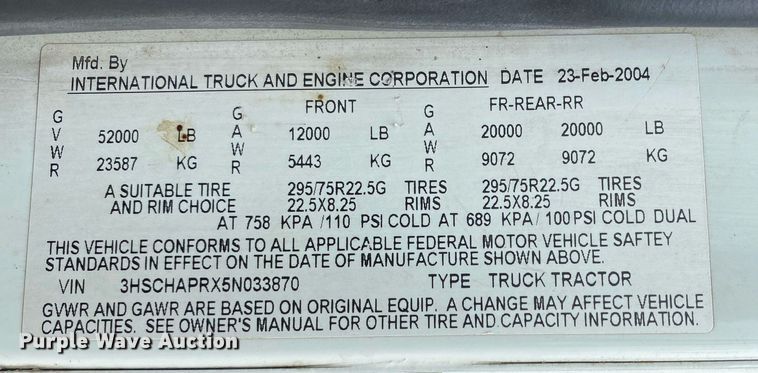 Mfd. By
INTERNATIONAL TRUCK AND ENGINE CORPORATION DATE 23-Feb-2004
FRONT FR-REAR-RR
GVWR 52000 LB GAWR 12000 LB GAWR 20000 20000 LB
23587 KG 5443 KG 9072 9072 KG
A SUITABLE TIRE 295/75R22.5G TIRES 295/75R22.5G TIRES
AND RIM CHOICE 22.5X8.25 RIMS 22.5X8.25 RIMS
AT 758 KPA/110 PSI COLD AT 689 KPA/100 PSI COLD DUAL
THIS VEHICLE CONFORMS TO ALL APPLICABLE FEDERAL MOTOR VEHICLE SAFTEY
STANDARDS IN EFFECT ON THE DATE OF MANUFACTURE SHOWN ABOVE.
VIN 3HSCHAPRX5N033870 TYPE TRUCK TRACTOR
GVWR AND GAWR ARE BASED ON ORIGINAL EQUIP. A CHANGE MAY AFFECT VEHICLE
CAPACITIES. SEE OWNER'S MANUAL FOR OTHER TIRE AND CAPACITY INFORMATION.
Purple Wave Auction